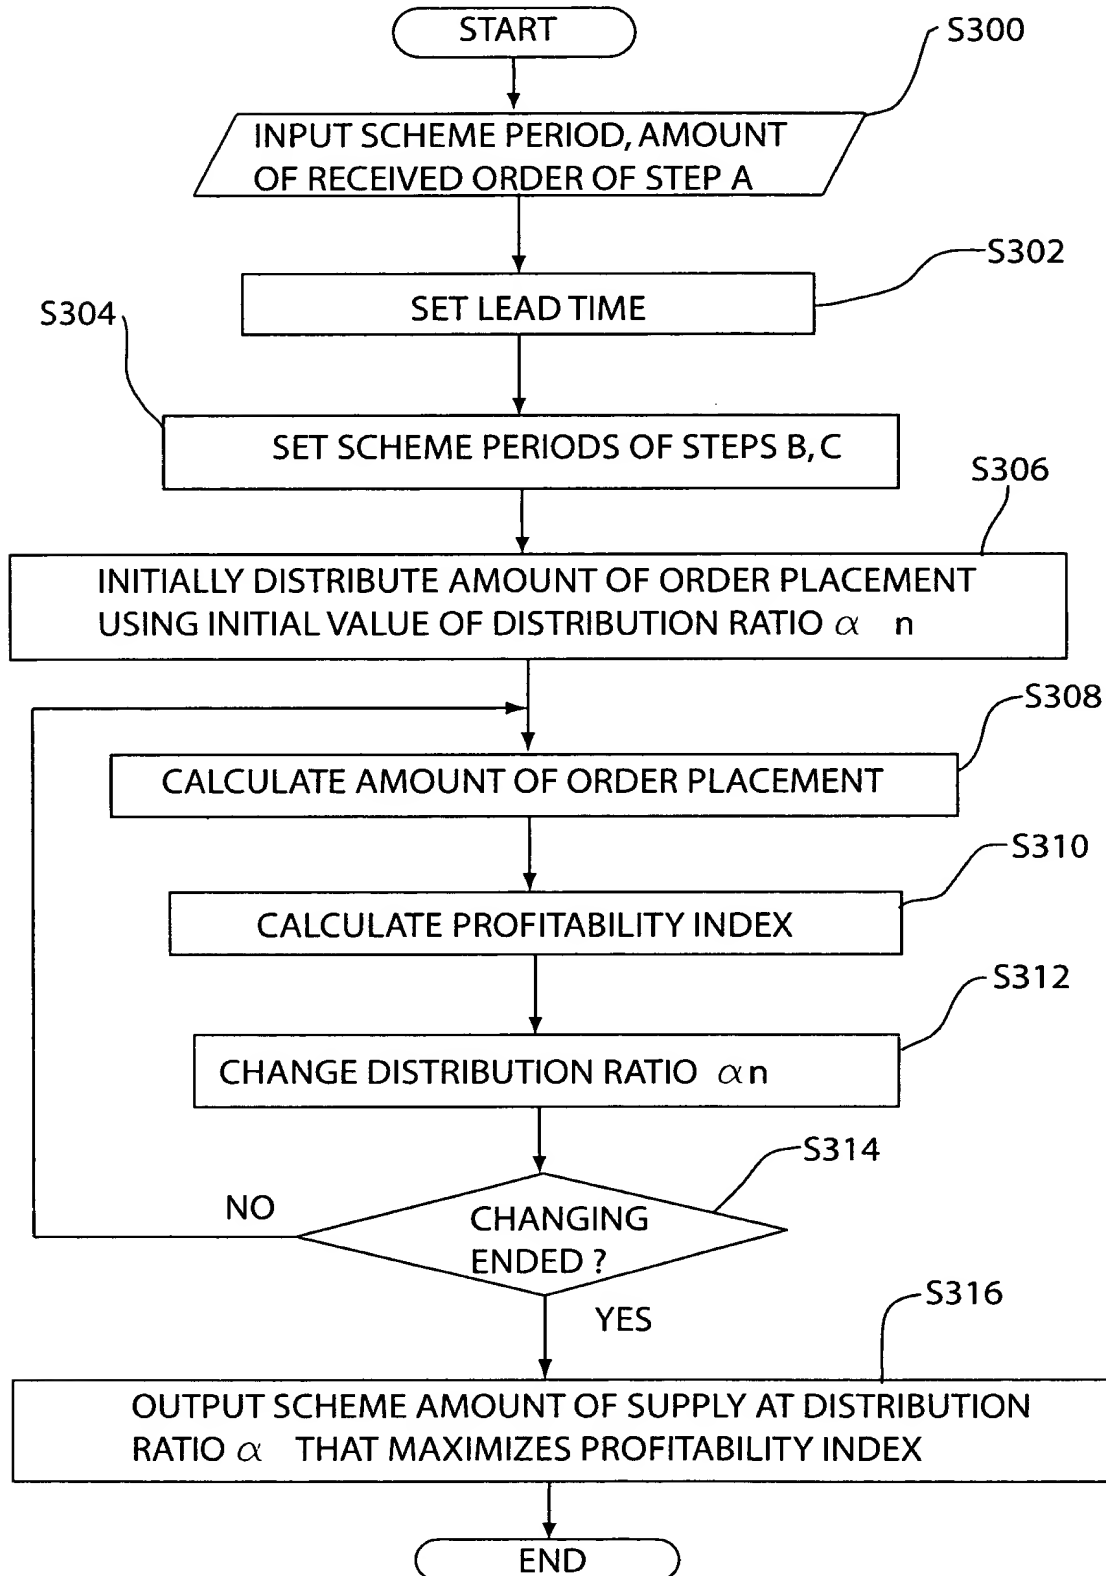 START
S300
INPUT SCHEME PERIOD, AMOUNT
OF RECEIVED ORDER OF STEP A
S302
SET LEAD TIME
S304
SET SCHEME PERIODS OF STEPS B, C
S306
INITIALLY DISTRIBUTE AMOUNT OF ORDER PLACEMENT
USING INITIAL VALUE OF DISTRIBUTION RATIO α n
S308
CALCULATE AMOUNT OF ORDER PLACEMENT
S310
CALCULATE PROFITABILITY INDEX
S312
CHANGE DISTRIBUTION RATIO αn
S314
NO
CHANGING
ENDED ?
YES
S316
OUTPUT SCHEME AMOUNT OF SUPPLY AT DISTRIBUTION
RATIO α THAT MAXIMIZES PROFITABILITY INDEX
END